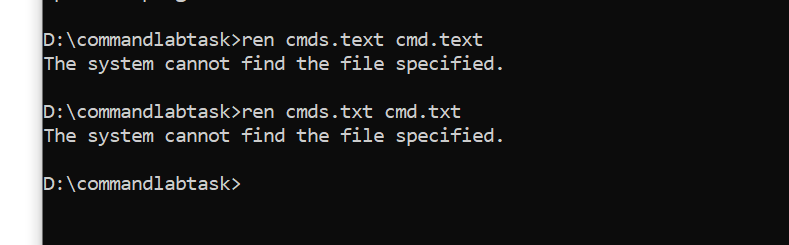 D:\commandlabtask>ren cmds.text cmd.text
The system cannot find the file specified.
D:\commandlabtask>ren cmds.txt cmd.txt
The system cannot find the file specified.
D:\commandlabtask>